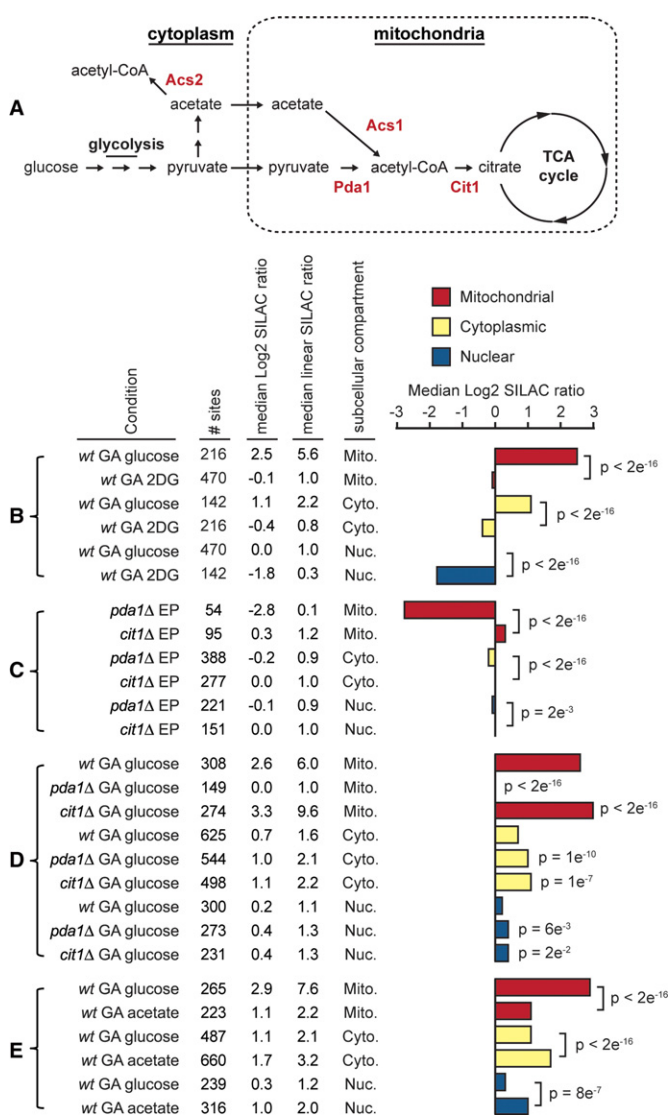 cytoplasm mitochondria
acetyl-CoA Acs2
A acetate acetate
Acs1
glycolysis
glucose pyruvate pyruvate acetyl-CoA citrate TCA cycle
Pda1 Cit1
Mitochondrial
Cytoplasmic
Nuclear
Condition # sites median Log2 SILAC ratio median linear SILAC ratio subcellular compartment Median Log2 SILAC ratio
-3 -2 -1 0 1 2 3
B
wt GA glucose 216 2.5 5.6 Mito.
wt GA 2DG 470 -0.1 1.0 Mito. p < 2e-16
wt GA glucose 142 1.1 2.2 Cyto.
wt GA 2DG 216 -0.4 0.8 Cyto. p < 2e-16
wt GA glucose 470 0.0 1.0 Nuc.
wt GA 2DG 142 -1.8 0.3 Nuc. p < 2e-16
C
pda1Δ EP 54 -2.8 0.1 Mito.
cit1Δ EP 95 0.3 1.2 Mito. p < 2e-16
pda1Δ EP 388 -0.2 0.9 Cyto.
cit1Δ EP 277 0.0 1.0 Cyto. p < 2e-16
pda1Δ EP 221 -0.1 0.9 Nuc.
cit1Δ EP 151 0.0 1.0 Nuc. p = 2e-3
D
wt GA glucose 308 2.6 6.0 Mito.
pda1Δ GA glucose 149 0.0 1.0 Mito. p < 2e-16
cit1Δ GA glucose 274 3.3 9.6 Mito. p < 2e-16
wt GA glucose 625 0.7 1.6 Cyto.
pda1Δ GA glucose 544 1.0 2.1 Cyto. p = 1e-10
cit1Δ GA glucose 498 1.1 2.2 Cyto. p = 1e-7
wt GA glucose 300 0.2 1.1 Nuc.
pda1Δ GA glucose 273 0.4 1.3 Nuc. p = 6e-3
cit1Δ GA glucose 231 0.4 1.3 Nuc. p = 2e-2
E
wt GA glucose 265 2.9 7.6 Mito.
wt GA acetate 223 1.1 2.2 Mito. p < 2e-16
wt GA glucose 487 1.1 2.1 Cyto.
wt GA acetate 660 1.7 3.2 Cyto. p < 2e-16
wt GA glucose 239 0.3 1.2 Nuc.
wt GA acetate 316 1.0 2.0 Nuc. p = 8e-7